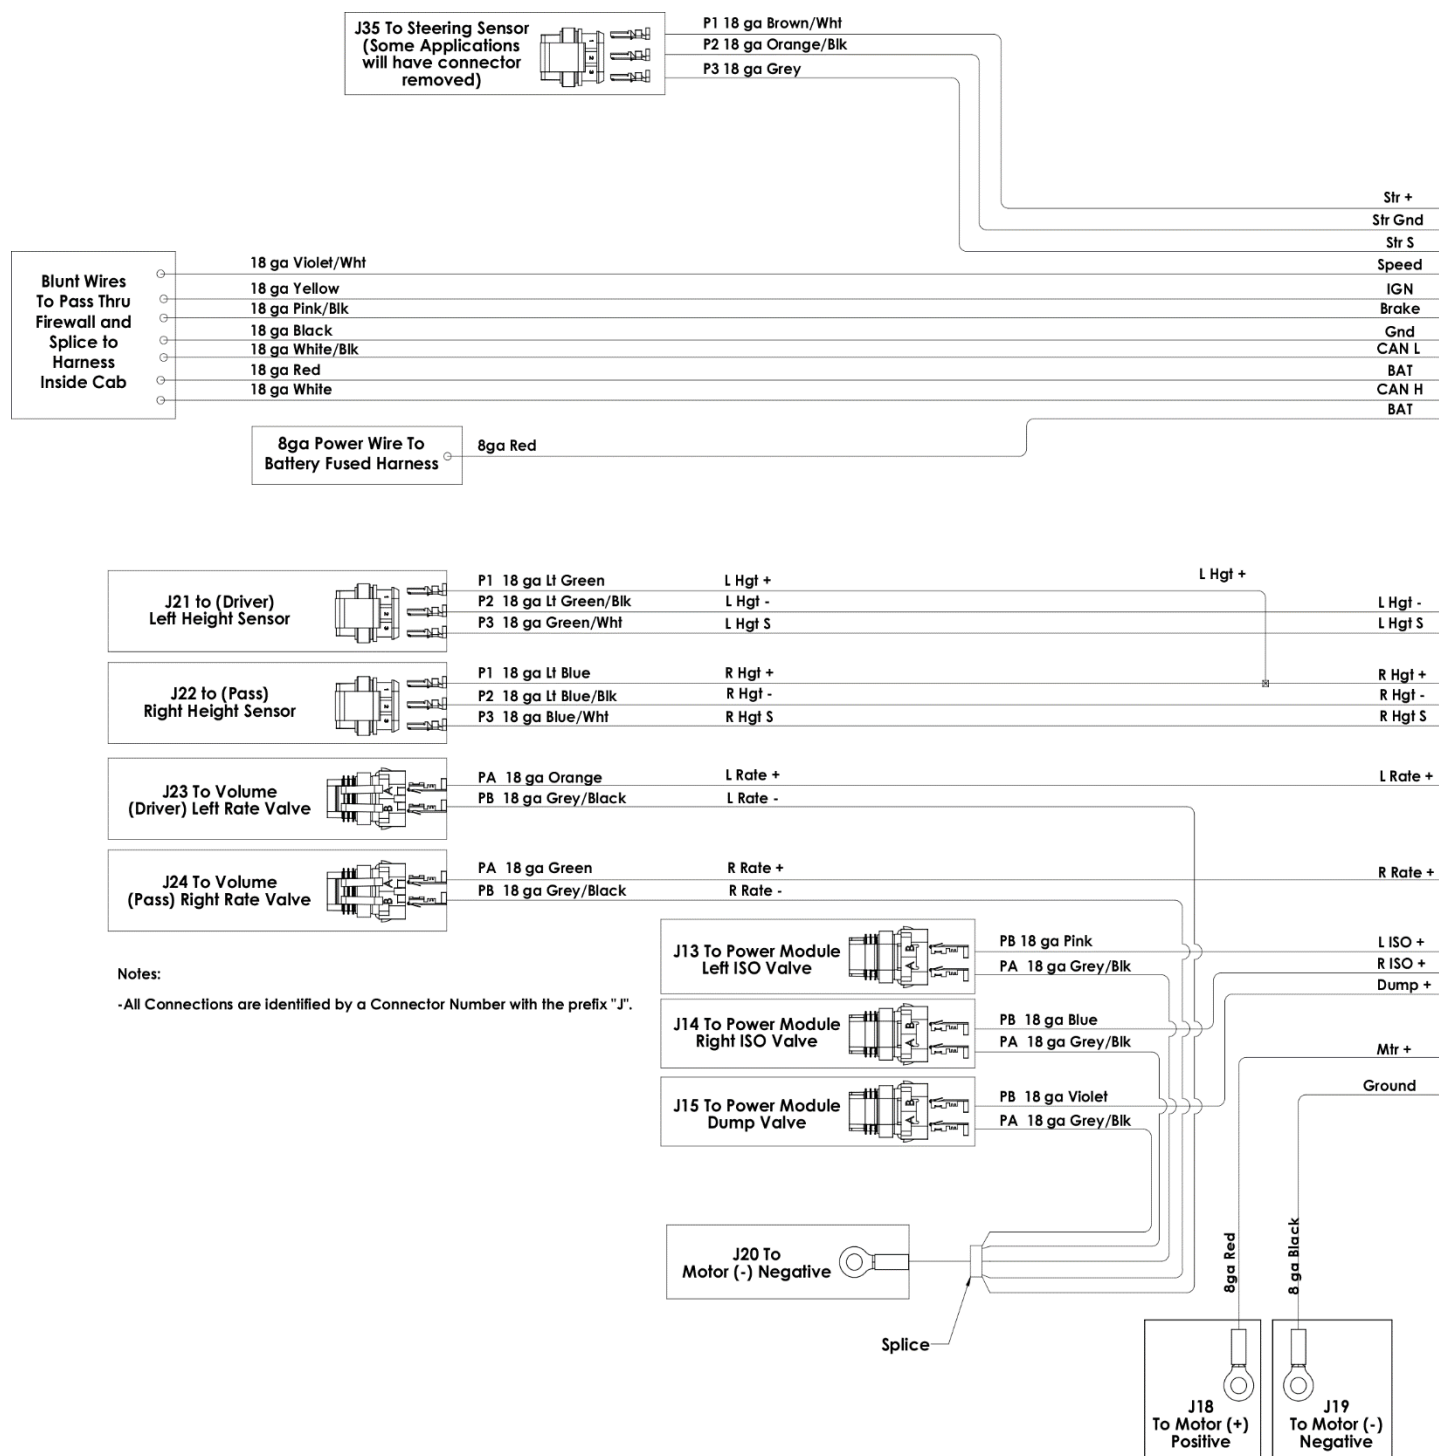 J35 To Steering Sensor
(Some Applications
will have connector
removed)
1
2
3
P1 18 ga Brown/Wht
P2 18 ga Orange/Blk
P3 18 ga Grey
Str +
Str Gnd
Str S
Speed
IGN
Brake
Gnd
CAN L
BAT
CAN H
BAT
Blunt Wires
To Pass Thru
Firewall and
Splice to
Harness
Inside Cab
18 ga Violet/Wht
18 ga Yellow
18 ga Pink/Blk
18 ga Black
18 ga White/Blk
18 ga Red
18 ga White
8ga Power Wire To
Battery Fused Harness
8ga Red
J21 to (Driver)
Left Height Sensor
1
2
3
P1 18 ga Lt Green
P2 18 ga Lt Green/Blk
P3 18 ga Green/Wht
L Hgt +
L Hgt -
L Hgt S
L Hgt +
L Hgt -
L Hgt S
J22 to (Pass)
Right Height Sensor
1
2
3
P1 18 ga Lt Blue
P2 18 ga Lt Blue/Blk
P3 18 ga Blue/Wht
R Hgt +
R Hgt -
R Hgt S
R Hgt +
R Hgt -
R Hgt S
J23 To Volume
(Driver) Left Rate Valve
A
B
PA 18 ga Orange
PB 18 ga Grey/Black
L Rate +
L Rate -
L Rate +
J24 To Volume
(Pass) Right Rate Valve
A
B
PA 18 ga Green
PB 18 ga Grey/Black
R Rate +
R Rate -
R Rate +
Notes:
-All Connections are identified by a Connector Number with the prefix "J".
J13 To Power Module
Left ISO Valve
B
A
PB 18 ga Pink
PA 18 ga Grey/Blk
L ISO +
R ISO +
Dump +
J14 To Power Module
Right ISO Valve
B
A
PB 18 ga Blue
PA 18 ga Grey/Blk
Mtr +
Ground
J15 To Power Module
Dump Valve
B
A
PB 18 ga Violet
PA 18 ga Grey/Blk
J20 To
Motor (-) Negative
Splice
8ga Red
8 ga Black
J18
To Motor (+)
Positive
J19
To Motor (-)
Negative